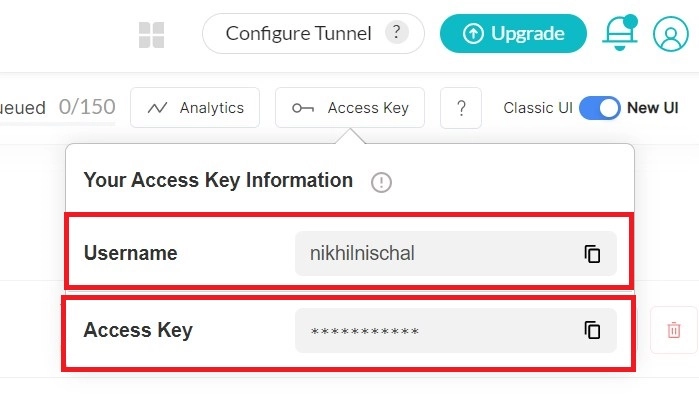 Configure Tunnel ?
Upgrade
ueued 0/150
Analytics
Access Key
?
Classic UI
New UI
Your Access Key Information
Username nikhilnischal
Access Key ***********